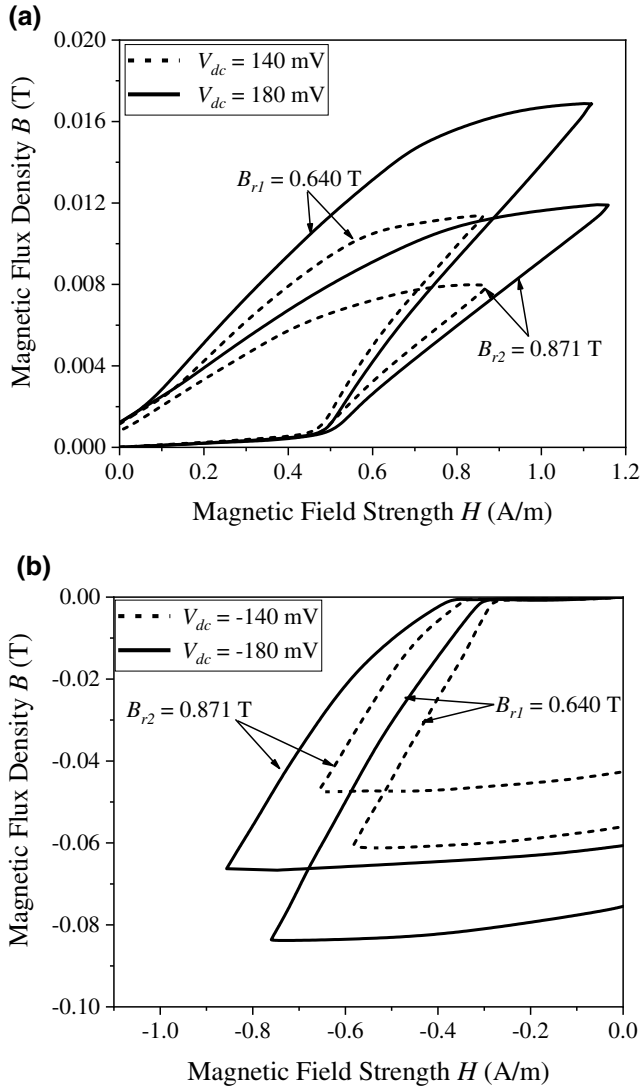 (a)
0.020
0.016
0.012
0.008
0.004
0.000
Magnetic Flux Density B (T)
V_dc = 140 mV
V_dc = 180 mV
B_r1 = 0.640 T
B_r2 = 0.871 T
0.0 0.2 0.4 0.6 0.8 1.0 1.2
Magnetic Field Strength H (A/m)
(b)
0.00
-0.02
-0.04
-0.06
-0.08
-0.10
Magnetic Flux Density B (T)
V_dc = -140 mV
V_dc = -180 mV
B_r2 = 0.871 T
B_r1 = 0.640 T
-1.0 -0.8 -0.6 -0.4 -0.2 0.0
Magnetic Field Strength H (A/m)